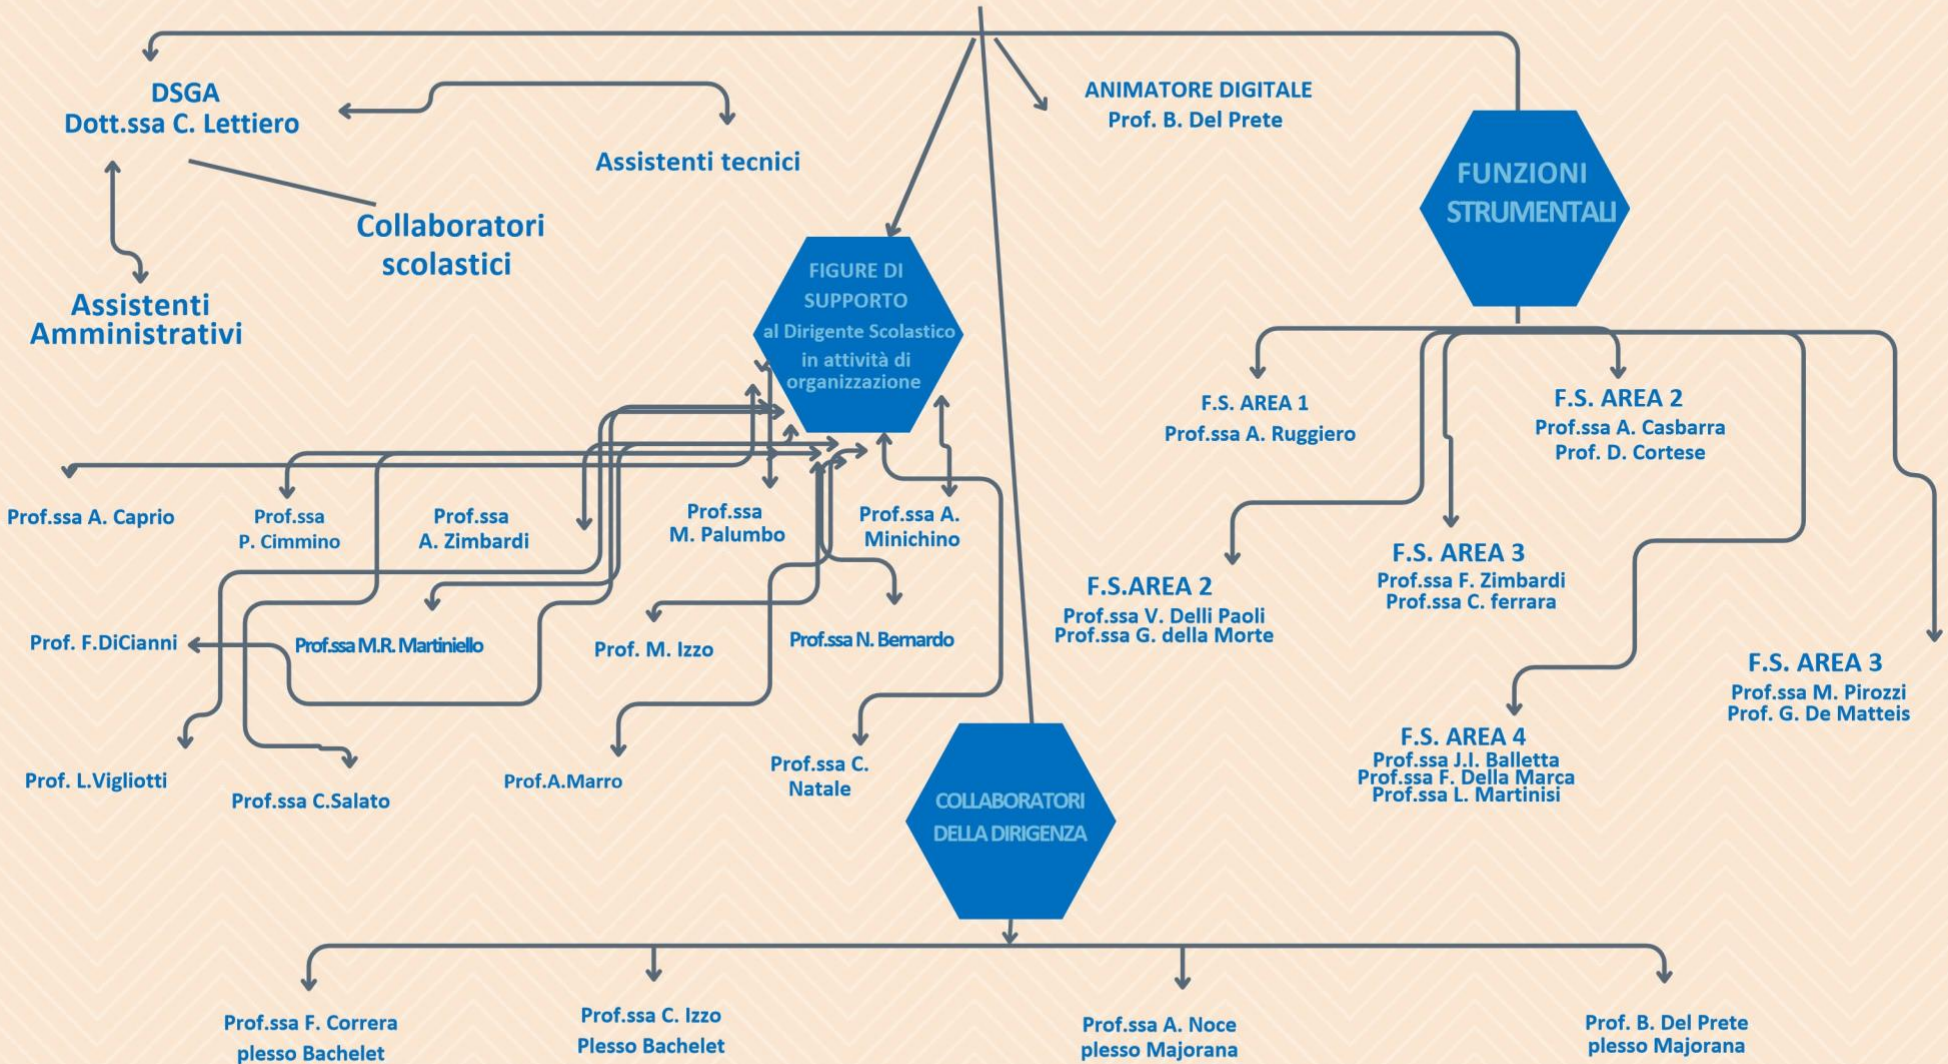 DSGA
Dott.ssa C. Lettiero
ANIMATORE DIGITALE
Prof. B. Del Prete
Assistenti tecnici
Collaboratori
scolastici
Assistenti
Amministrativi
FUNZIONI
STRUMENTALI
FIGURE DI
SUPPORTO
al Dirigente Scolastico
in attività di
organizzazione
F.S. AREA 1
Prof.ssa A. Ruggiero
F.S. AREA 2
Prof.ssa A. Casbarra
Prof. D. Cortese
Prof.ssa A. Caprio
Prof.ssa
P. Cimmino
Prof.ssa
A. Zimbardi
Prof.ssa
M. Palumbo
Prof.ssa A.
Minichino
F.S.AREA 2
Prof.ssa V. Delli Paoli
Prof.ssa G. della Morte
F.S. AREA 3
Prof.ssa F. Zimbardi
Prof.ssa C. ferrara
Prof. F.DiCianni
Prof.ssa M.R. Martiniello
Prof. M. Izzo
Prof.ssa N. Bernardo
F.S. AREA 3
Prof.ssa M. Pirozzi
Prof. G. De Matteis
F.S. AREA 4
Prof.ssa J.I. Balletta
Prof.ssa F. Della Marca
Prof.ssa L. Martinisi
Prof. L.Vigliotti
Prof.ssa C.Salato
Prof.A.Marro
Prof.ssa C.
Natale
COLLABORATORI
DELLA DIRIGENZA
Prof.ssa F. Correra
plesso Bachelet
Prof.ssa C. Izzo
Plesso Bachelet
Prof.ssa A. Noce
plesso Majorana
Prof. B. Del Prete
plesso Majorana